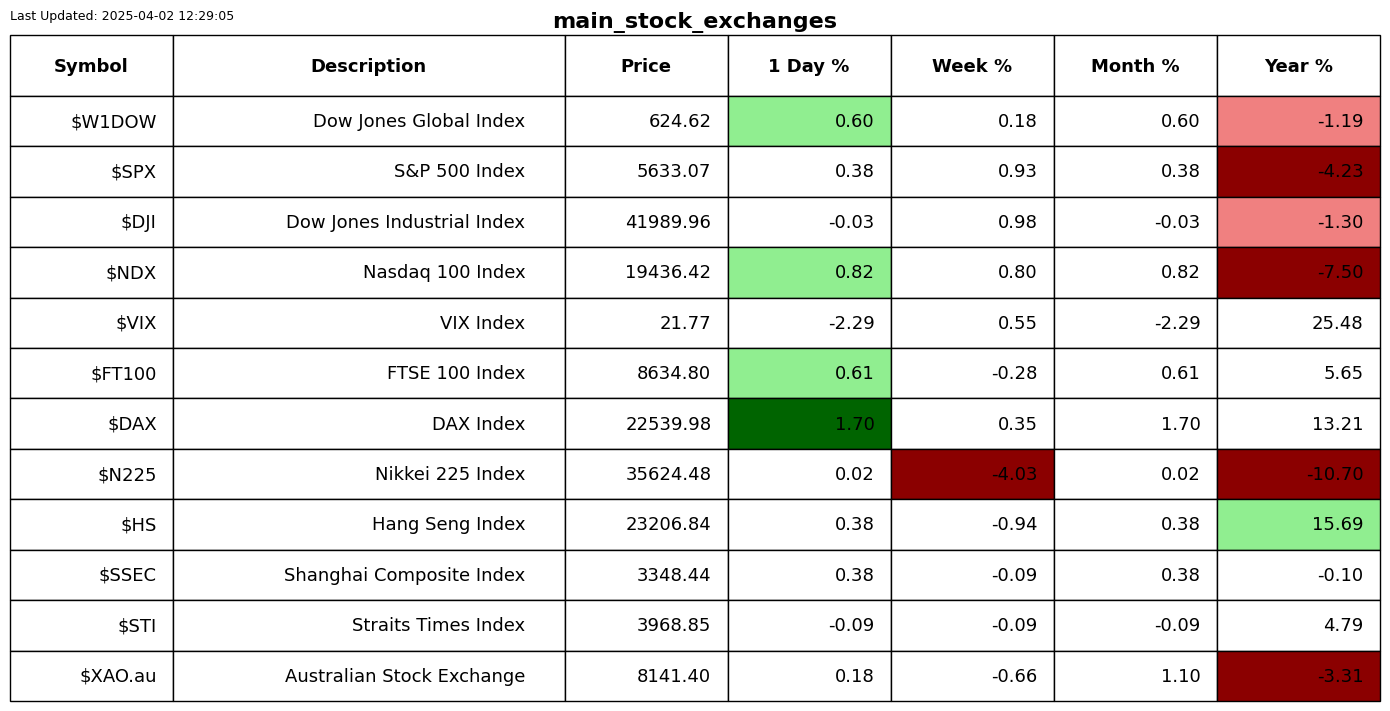 Last Updated: 2025-04-02 12:29:05
main_stock_exchanges
Symbol Description Price 1 Day % Week % Month % Year %
$W1DOW Dow Jones Global Index 624.62 0.60 0.18 0.60 -1.19
$SPX S&P 500 Index 5633.07 0.38 0.93 0.38 -4.23
$DJI Dow Jones Industrial Index 41989.96 -0.03 0.98 -0.03 -1.30
$NDX Nasdaq 100 Index 19436.42 0.82 0.80 0.82 -7.50
$VIX VIX Index 21.77 -2.29 0.55 -2.29 25.48
$FT100 FTSE 100 Index 8634.80 0.61 -0.28 0.61 5.65
$DAX DAX Index 22539.98 1.70 0.35 1.70 13.21
$N225 Nikkei 225 Index 35624.48 0.02 -4.03 0.02 -10.70
$HS Hang Seng Index 23206.84 0.38 -0.94 0.38 15.69
$SSEC Shanghai Composite Index 3348.44 0.38 -0.09 0.38 -0.10
$STI Straits Times Index 3968.85 -0.09 -0.09 -0.09 4.79
$XAO.au Australian Stock Exchange 8141.40 0.18 -0.66 1.10 -3.31